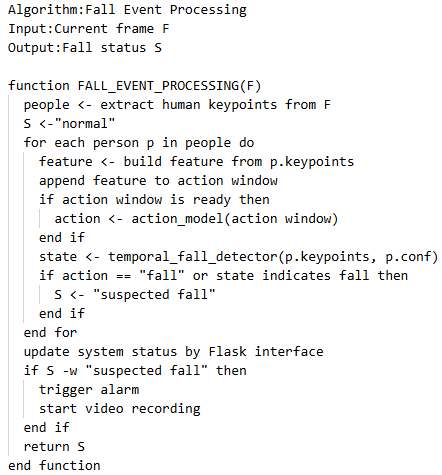 Algorithm:Fall Event Processing
Input:Current frame F
Output:Fall status S

function FALL_EVENT_PROCESSING(F)
  people <- extract human keypoints from F
  S <-"normal"
  for each person p in people do
    feature <- build feature from p.keypoints
    append feature to action window
    if action window is ready then
      action <- action_model(action window)
    end if
    state <- temporal_fall_detector(p.keypoints, p.conf)
    if action == "fall" or state indicates fall then
      S <- "suspected fall"
    end if
  end for
  update system status by Flask interface
  if S -w "suspected fall" then
    trigger alarm
    start video recording
  end if
  return S
end function